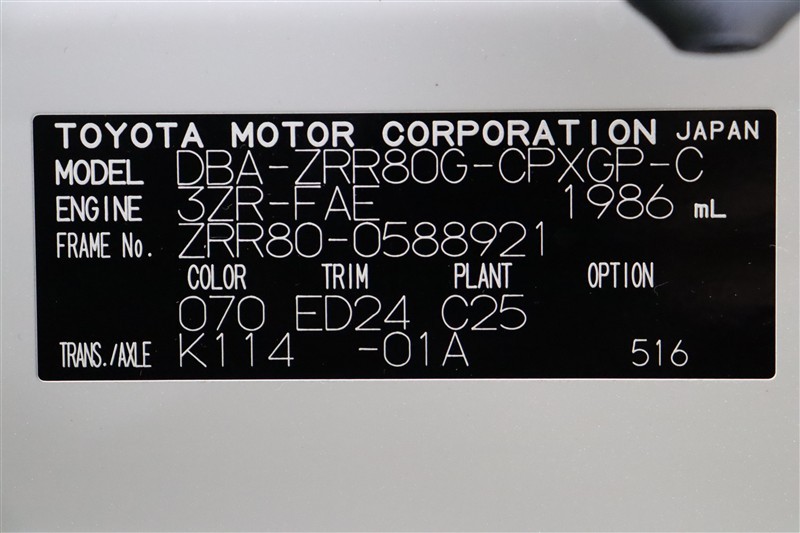 TOYOTA MOTOR CORPORATION JAPAN
MODEL DBA-ZRR80G-CPXGP-C
ENGINE 3ZR-FAE 1986 mL
FRAME No. ZRR80-0588921
COLOR TRIM PLANT OPTION
070 ED24 C25
TRANS./AXLE K114 -01A 516